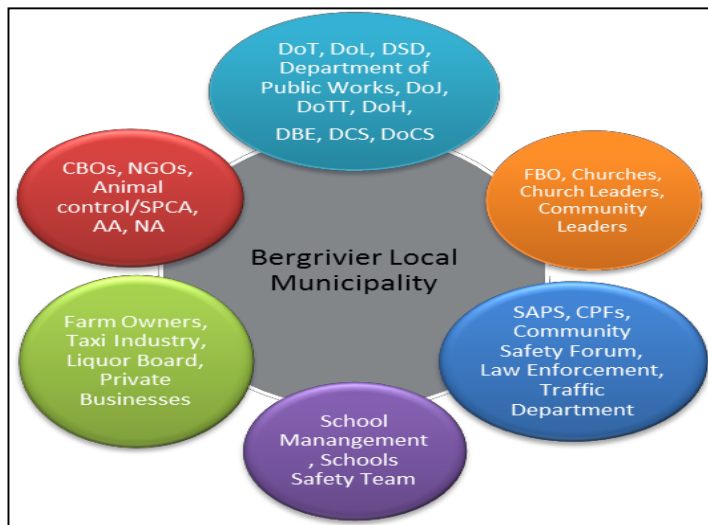 DoT, DoL, DSD,
Department of
Public Works, DoJ,
DoTT, DoH,
DBE, DCS, DoCS
CBOs, NGOs,
Animal
control/SPCA,
AA, NA
FBO, Churches,
Church Leaders,
Community
Leaders
Bergrivier Local
Municipality
Farm Owners,
Taxi Industry,
Liquor Board,
Private
Businesses
SAPS, CPFs,
Community
Safety Forum,
Law Enforcement,
Traffic
Department
School
Manangement
, Schools
Safety Team